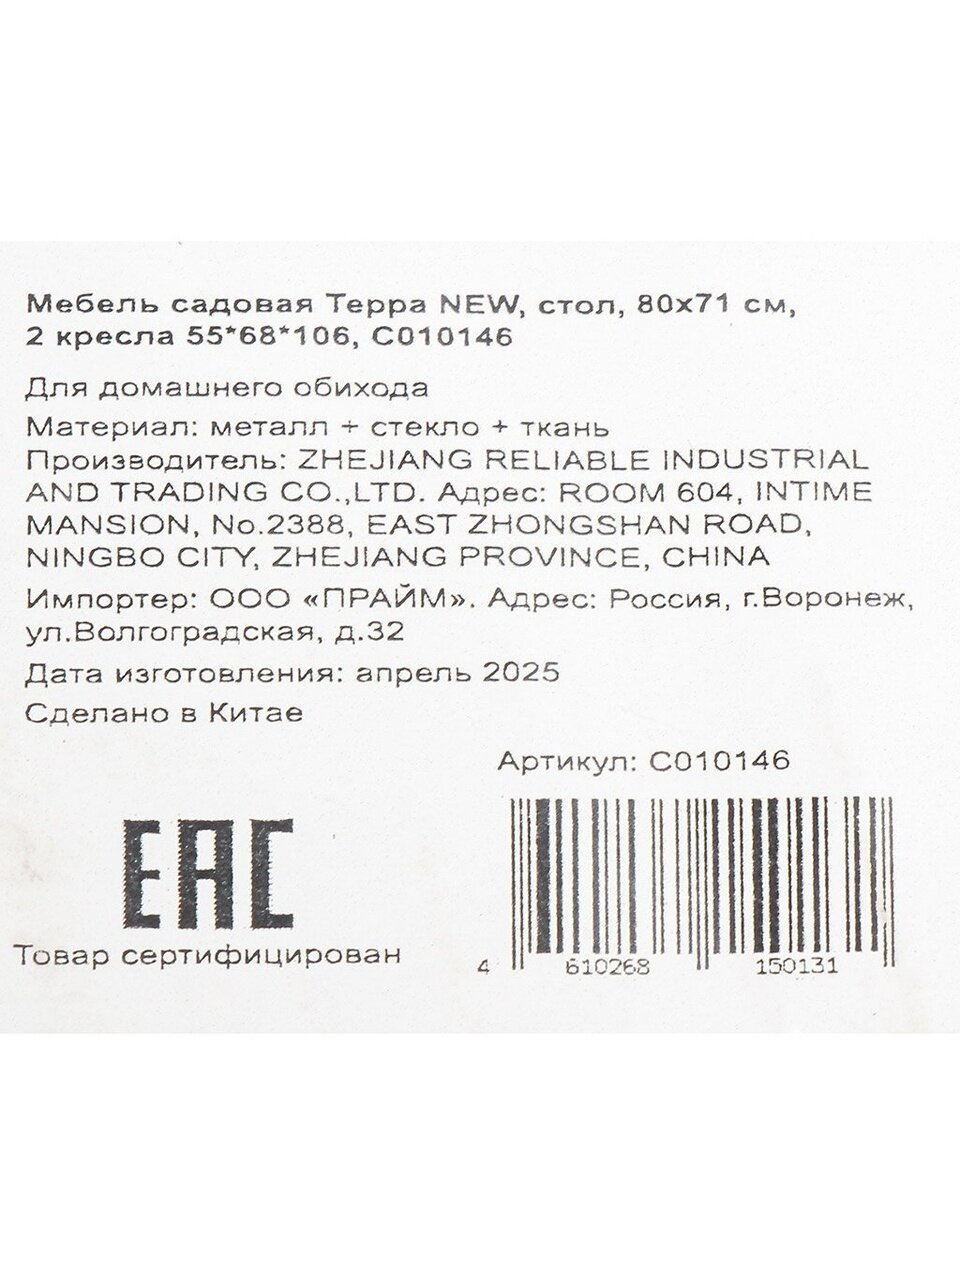 Мебель садовая Терра NEW, стол, 80х71 см,
2 кресла 55*68*106, С010146
Для домашнего обихода
Материал: металл + стекло + ткань
Производитель: ZHEJIANG RELIABLE INDUSTRIAL
AND TRADING CO.,LTD. Адрес: ROOM 604, INTIME
MANSION, No.2388, EAST ZHONGSHAN ROAD,
NINGBO CITY, ZHEJIANG PROVINCE, CHINA
Импортер: ООО «ПРАЙМ». Адрес: Россия, г.Воронеж,
ул.Волгоградская, д.32
Дата изготовления: апрель 2025
Сделано в Китае
Артикул: С010146
EAC
Товар сертифицирован
4 610268 150131